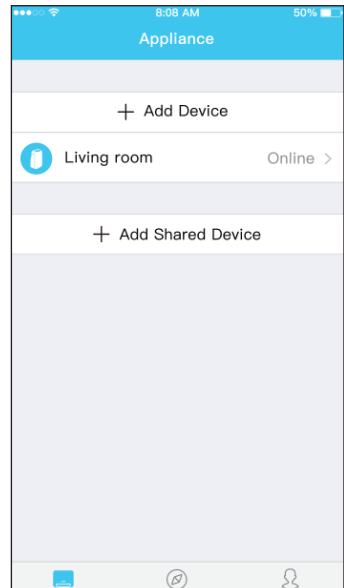 8:08 AM
50%
Appliance
+ Add Device
Living room
Online >
+ Add Shared Device